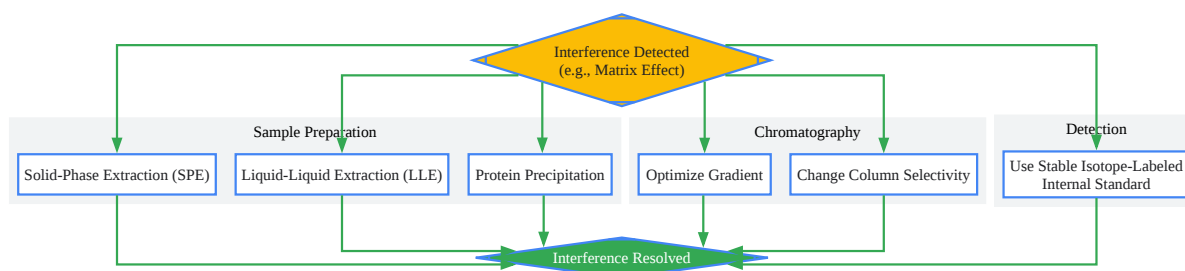 Interference Detected
(e.g., Matrix Effect)
Sample Preparation
Chromatography
Detection
Solid-Phase Extraction (SPE)
Liquid-Liquid Extraction (LLE)
Protein Precipitation
Optimize Gradient
Change Column Selectivity
Use Stable Isotope-Labeled
Internal Standard
Interference Resolved